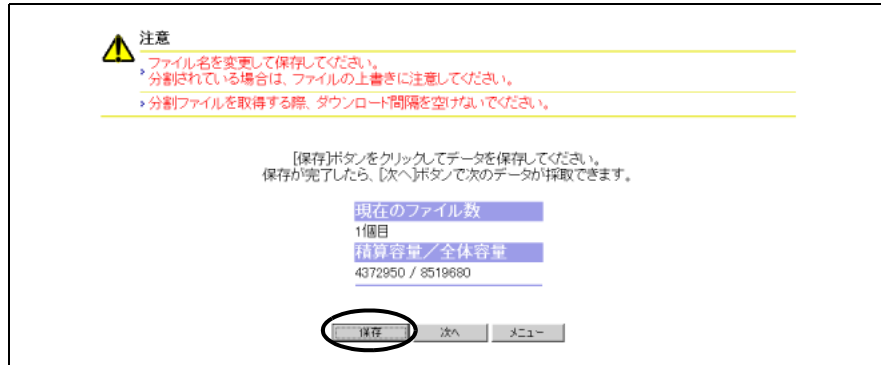 注意
ファイル名を変更して保存してください。
分割されている場合は、ファイルの上書きに注意してください。
分割ファイルを取得する際、ダウンロード間隔を空けないでください。
[保存]ボタンをクリックしてデータを保存してください。
保存が完了したら、[次へ]ボタンで次のデータが採取できます。
現在のファイル数
1個目
積算容量／全体容量
4372950 / 8519680
保存 次へ メニュー